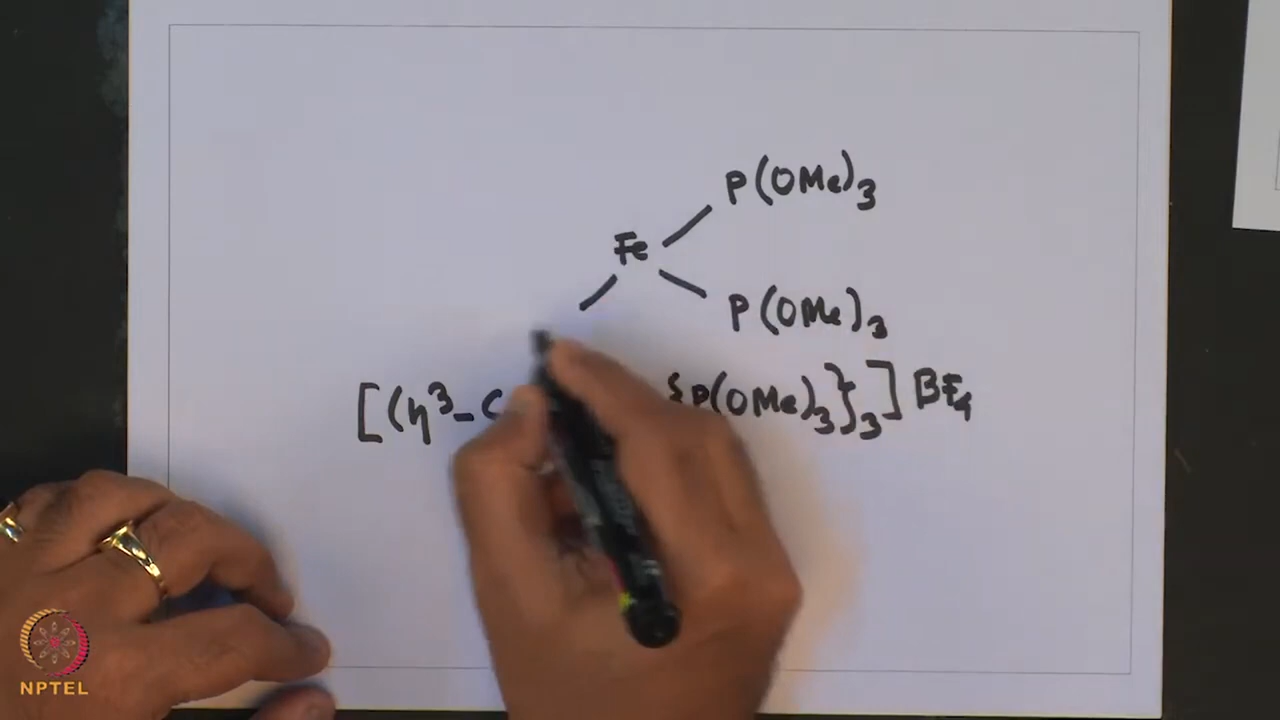 P(OMe)3
Fe
P(OMe)3
[(η3-C {P(OMe)3}3]BF4
NPTEL